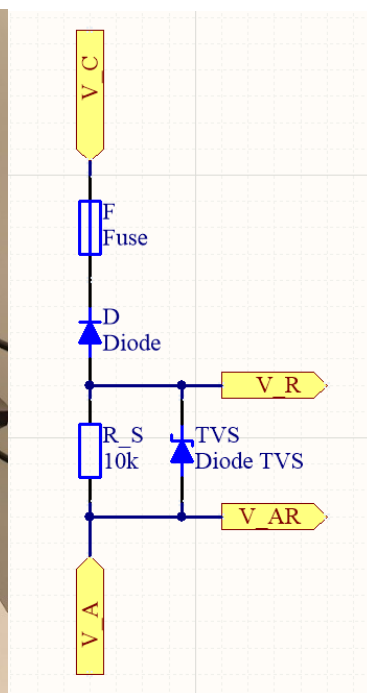 V_C
F
Fuse
D
Diode
V_R
R_S
10k
TVS
Diode TVS
V_AR
V_A